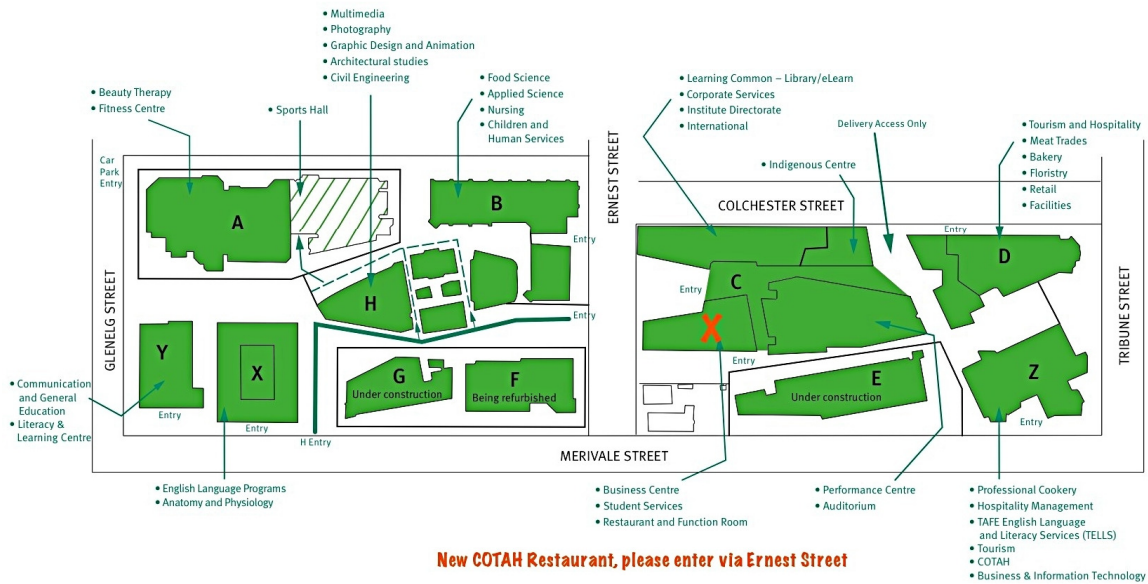 • Multimedia
• Photography
• Graphic Design and Animation
• Architectural studies
• Civil Engineering
• Beauty Therapy
• Fitness Centre
• Sports Hall
• Food Science
• Applied Science
• Nursing
• Children and
Human Services
• Learning Common – Library/eLearn
• Corporate Services
• Institute Directorate
• International
Delivery Access Only
• Indigenous Centre
• Tourism and Hospitality
• Meat Trades
• Bakery
• Floristry
• Retail
• Facilities
Car
Park
Entry
ERNEST STREET
COLCHESTER STREET
A
B
Entry
Entry
D
C
Entry
H
Entry
GLENELG STREET
TRIBUNE STREET
X
Entry
Y
X
G
Under construction
F
Being refurbished
E
Under construction
Z
Entry
Entry
H Entry
Entry
• Communication
and General
Education
• Literacy &
Learning Centre
MERIVALE STREET
• English Language Programs
• Anatomy and Physiology
• Business Centre
• Student Services
• Restaurant and Function Room
• Performance Centre
• Auditorium
• Professional Cookery
• Hospitality Management
• TAFE English Language
and Literacy Services (TELLS)
• Tourism
• COTAH
• Business & Information Technology
New COTAH Restaurant, please enter via Ernest Street